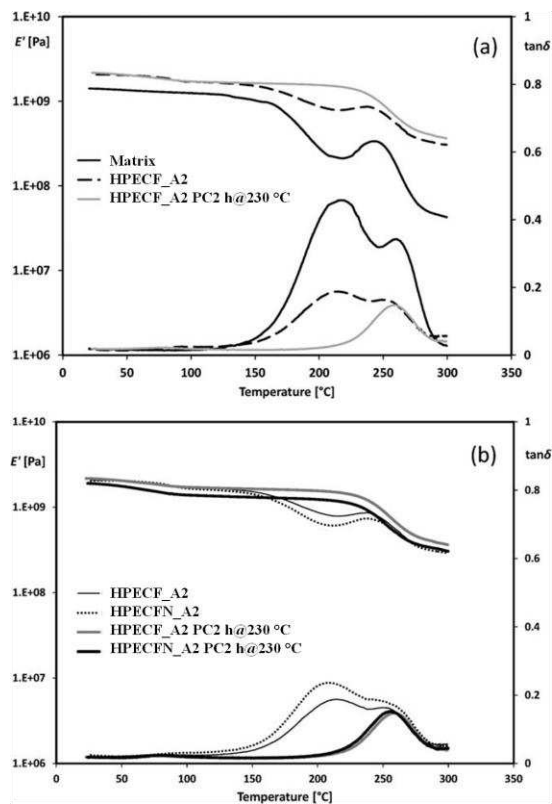 1.E+10
1
E' [Pa]
(a)
tanδ
1.E+09
0.8
0.6
1.E+08
Matrix
HPECF_A2
HPECF_A2 PC2 h@230 °C
0.4
1.E+07
0.2
1.E+06
0
0 50 100 150 200 250 300 350
Temperature [°C]
1.E+10
1
E' [Pa]
(b)
tanδ
1.E+09
0.8
0.6
1.E+08
HPECF_A2
HPECFN_A2
HPECF_A2 PC2 h@230 °C
HPECFN_A2 PC2 h@230 °C
0.4
1.E+07
0.2
1.E+06
0
0 50 100 150 200 250 300 350
Temperature [°C]